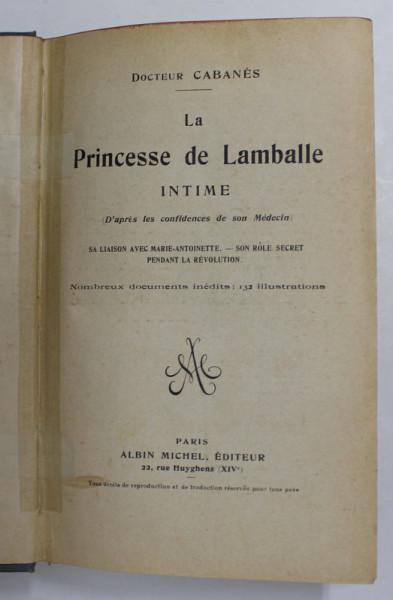 DOCTEUR CABANÈS
La
Princesse de Lamballe
INTIME
(D'après les confidences de son Médecin)
SA LIAISON AVEC MARIE-ANTOINETTE. — SON RÔLE SECRET
PENDANT LA RÉVOLUTION.
Nombreux documents inédits ; 132 illustrations
AM
PARIS
ALBIN MICHEL, ÉDITEUR
22, rue Huyghens (XIVe)
Tous droits de reproduction et de traduction réservés pour tous pays